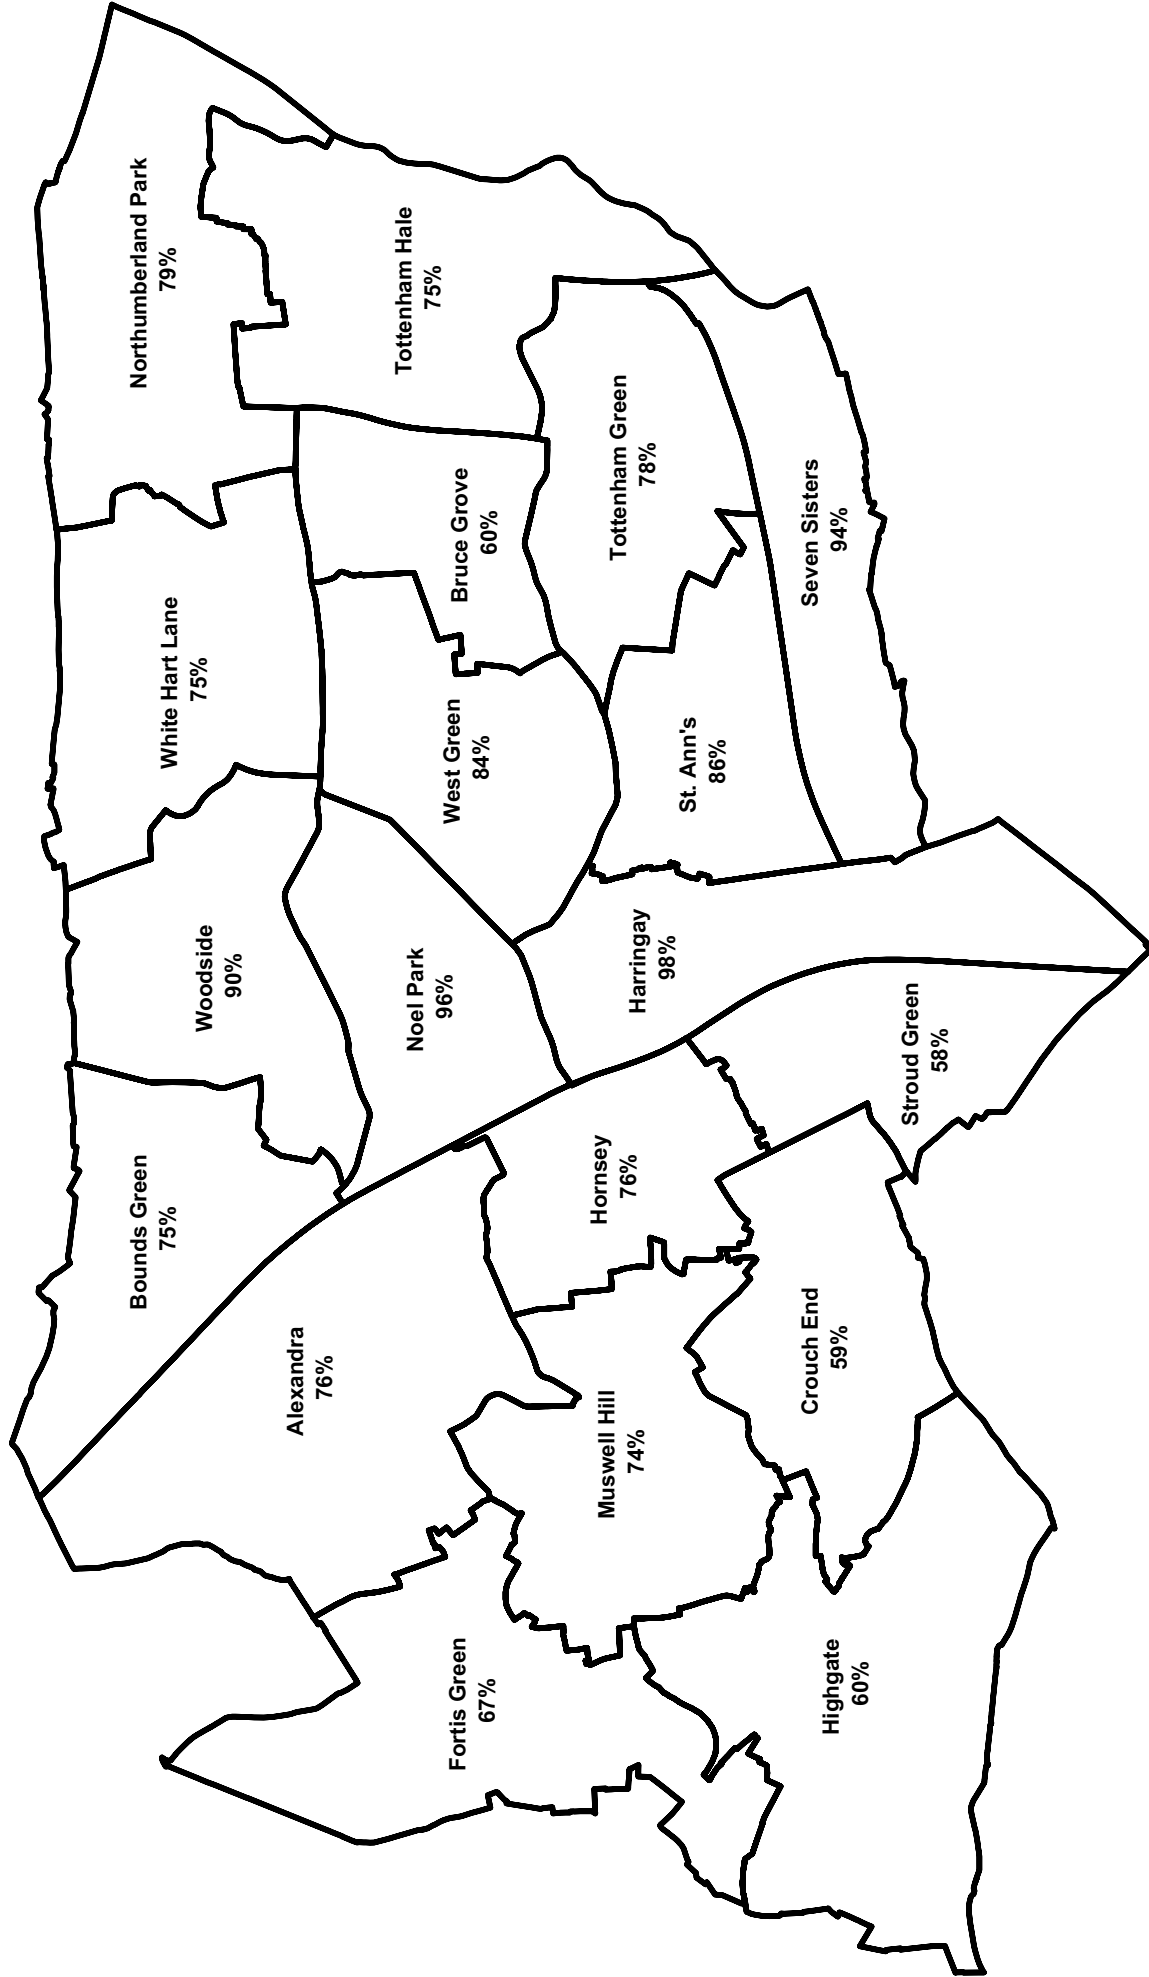 Northumberland Park
79%
Tottenham Hale
75%
White Hart Lane
75%
Bruce Grove
60%
Tottenham Green
78%
Seven Sisters
94%
West Green
84%
St. Ann's
86%
Woodside
90%
Noel Park
96%
Harringay
98%
Stroud Green
58%
Bounds Green
75%
Hornsey
76%
Alexandra
76%
Muswell Hill
74%
Crouch End
59%
Fortis Green
67%
Highgate
60%